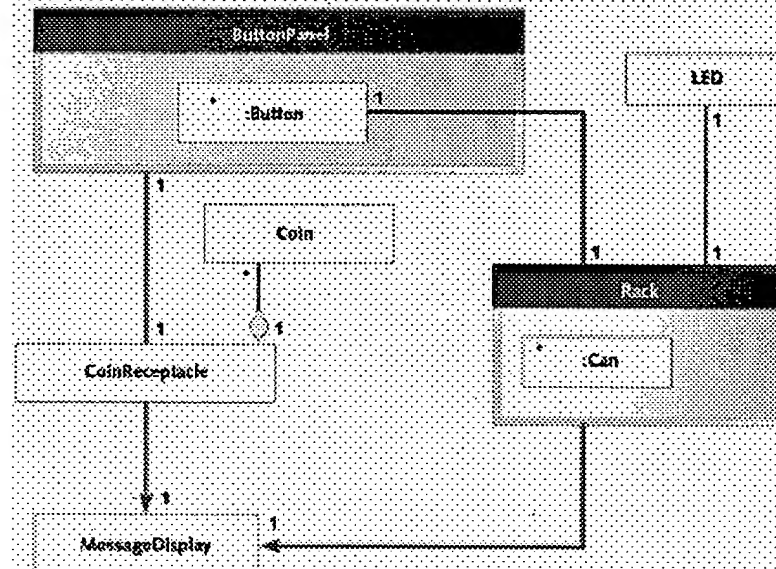 ButtonPanel
LED
* :Button
1
1
1
Coin
*
1
1
1
1
Rack
* :Can
CoinReceptacle
1
1
MessageDisplay